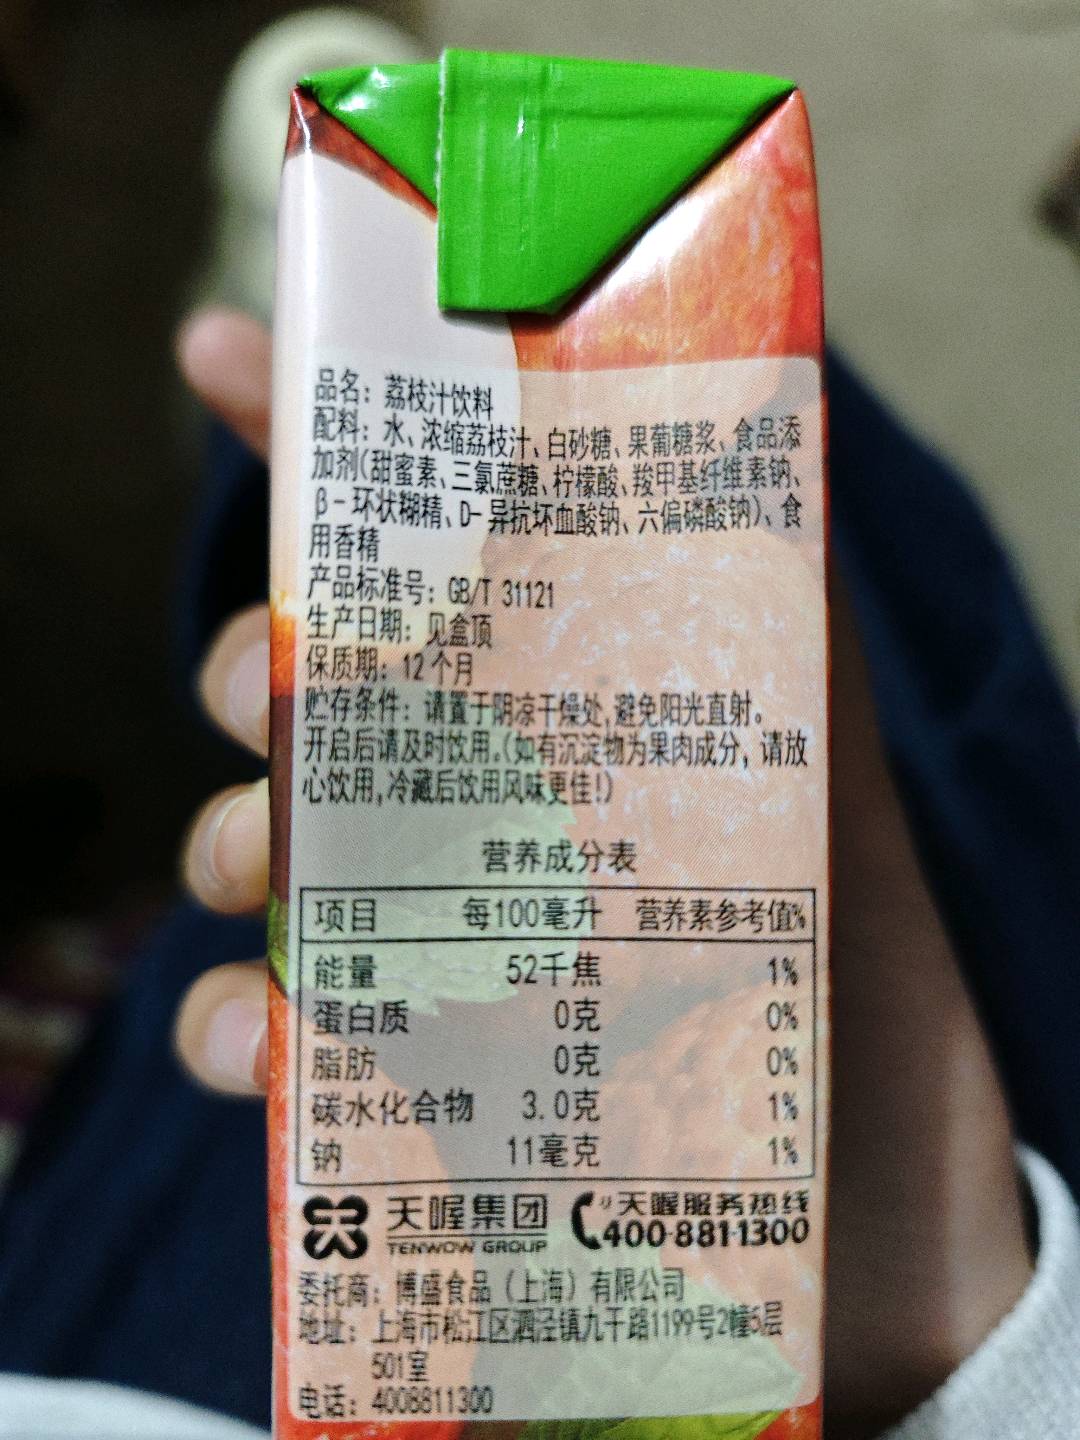 品名：荔枝汁饮料
配料：水、浓缩荔枝汁、白砂糖、果葡糖浆、食品添
加剂(甜蜜素、三氯蔗糖、柠檬酸、羧甲基纤维素钠、
β-环状糊精、D-异抗坏血酸钠、六偏磷酸钠)、食
用香精
产品标准号：GB/T 31121
生产日期：见盒顶
保质期：12个月
贮存条件：请置于阴凉干燥处,避免阳光直射。
开启后请及时饮用。(如有沉淀物为果肉成分，请放
心饮用,冷藏后饮用风味更佳!)
营养成分表
项目 每100毫升 营养素参考值%
能量 52千焦 1%
蛋白质 0克 0%
脂肪 0克 0%
碳水化合物 3.0克 1%
钠 11毫克 1%
天喔集团 天喔服务热线
TENWOW GROUP 400-881-1300
委托商：博盛食品（上海）有限公司
地址：上海市松江区泗泾镇九干路1199号2幢5层
501室
电话：4008811300